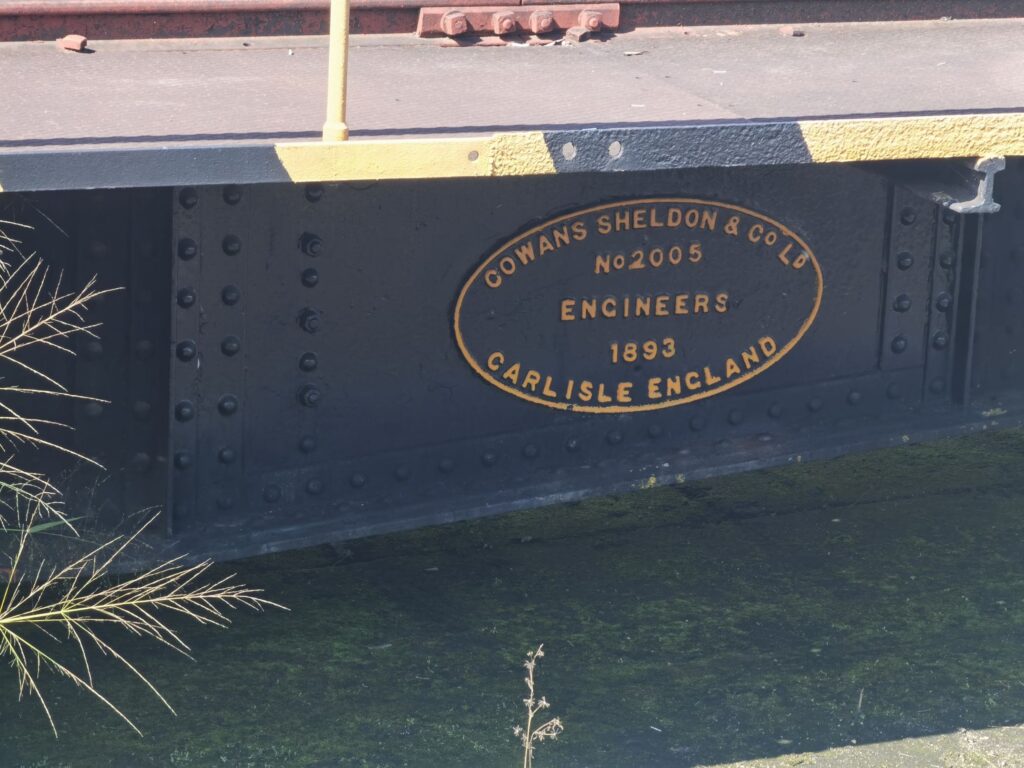 COWANS SHELDON & CO LD
No 2005
ENGINEERS
1893
CARLISLE ENGLAND